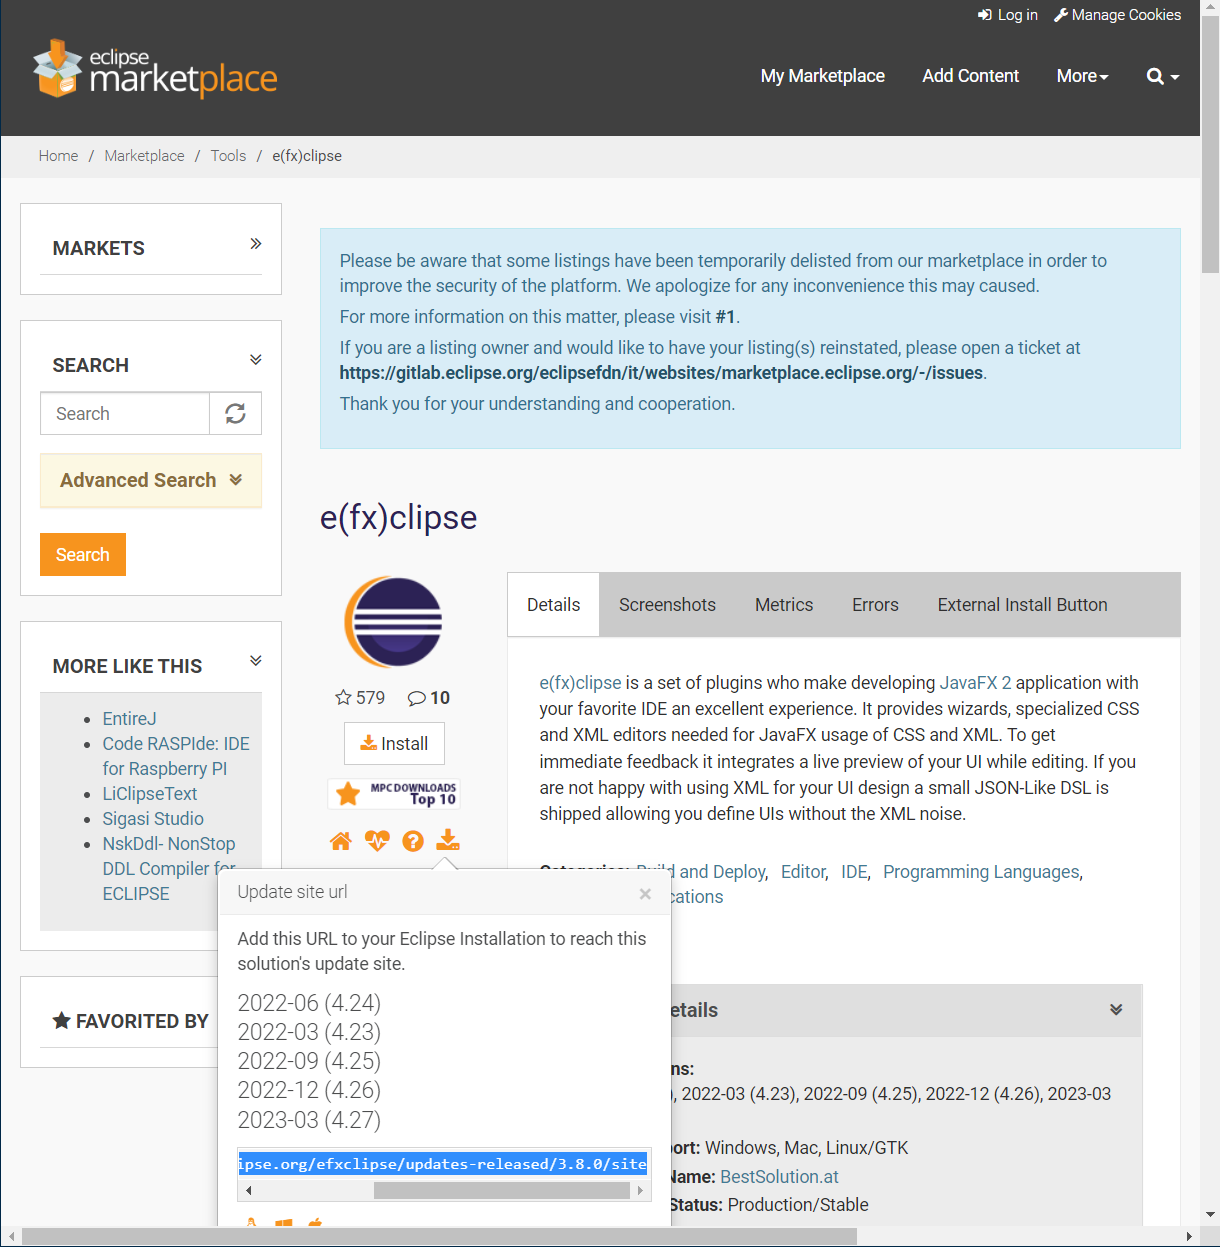 Log in
Manage Cookies
eclipse
marketplace
My Marketplace
Add Content
More
Home / Marketplace / Tools / e(fx)clipse
MARKETS
SEARCH
Search
Advanced Search
Search
MORE LIKE THIS
EntireJ
Code RASPIde: IDE
for Raspberry PI
LiClipseText
Sigasi Studio
NskDdl- NonStop
DDL Compiler for
ECLIPSE
FAVORITED BY
Please be aware that some listings have been temporarily delisted from our marketplace in order to
improve the security of the platform. We apologize for any inconvenience this may caused.
For more information on this matter, please visit #1.
If you are a listing owner and would like to have your listing(s) reinstated, please open a ticket at
https://gitlab.eclipse.org/eclipsefdn/it/websites/marketplace.eclipse.org/-/issues.
Thank you for your understanding and cooperation.
e(fx)clipse
579
10
Install
MPC DOWNLOADS
Top 10
Details
Screenshots
Metrics
Errors
External Install Button
e(fx)clipse is a set of plugins who make developing JavaFX 2 application with
your favorite IDE an excellent experience. It provides wizards, specialized CSS
and XML editors needed for JavaFX usage of CSS and XML. To get
immediate feedback it integrates a live preview of your UI while editing. If you
are not happy with using XML for your UI design a small JSON-Like DSL is
shipped allowing you define UIs without the XML noise.
Categories: Build and Deploy, Editor, IDE, Programming Languages,
cations
Update site url
×
Add this URL to your Eclipse Installation to reach this
solution's update site.
2022-06 (4.24)
2022-03 (4.23)
2022-09 (4.25)
2022-12 (4.26)
2023-03 (4.27)
ipse.org/efxclipse/updates-released/3.8.0/site
etails
ns:
), 2022-03 (4.23), 2022-09 (4.25), 2022-12 (4.26), 2023-03
ort: Windows, Mac, Linux/GTK
Name: BestSolution.at
Status: Production/Stable